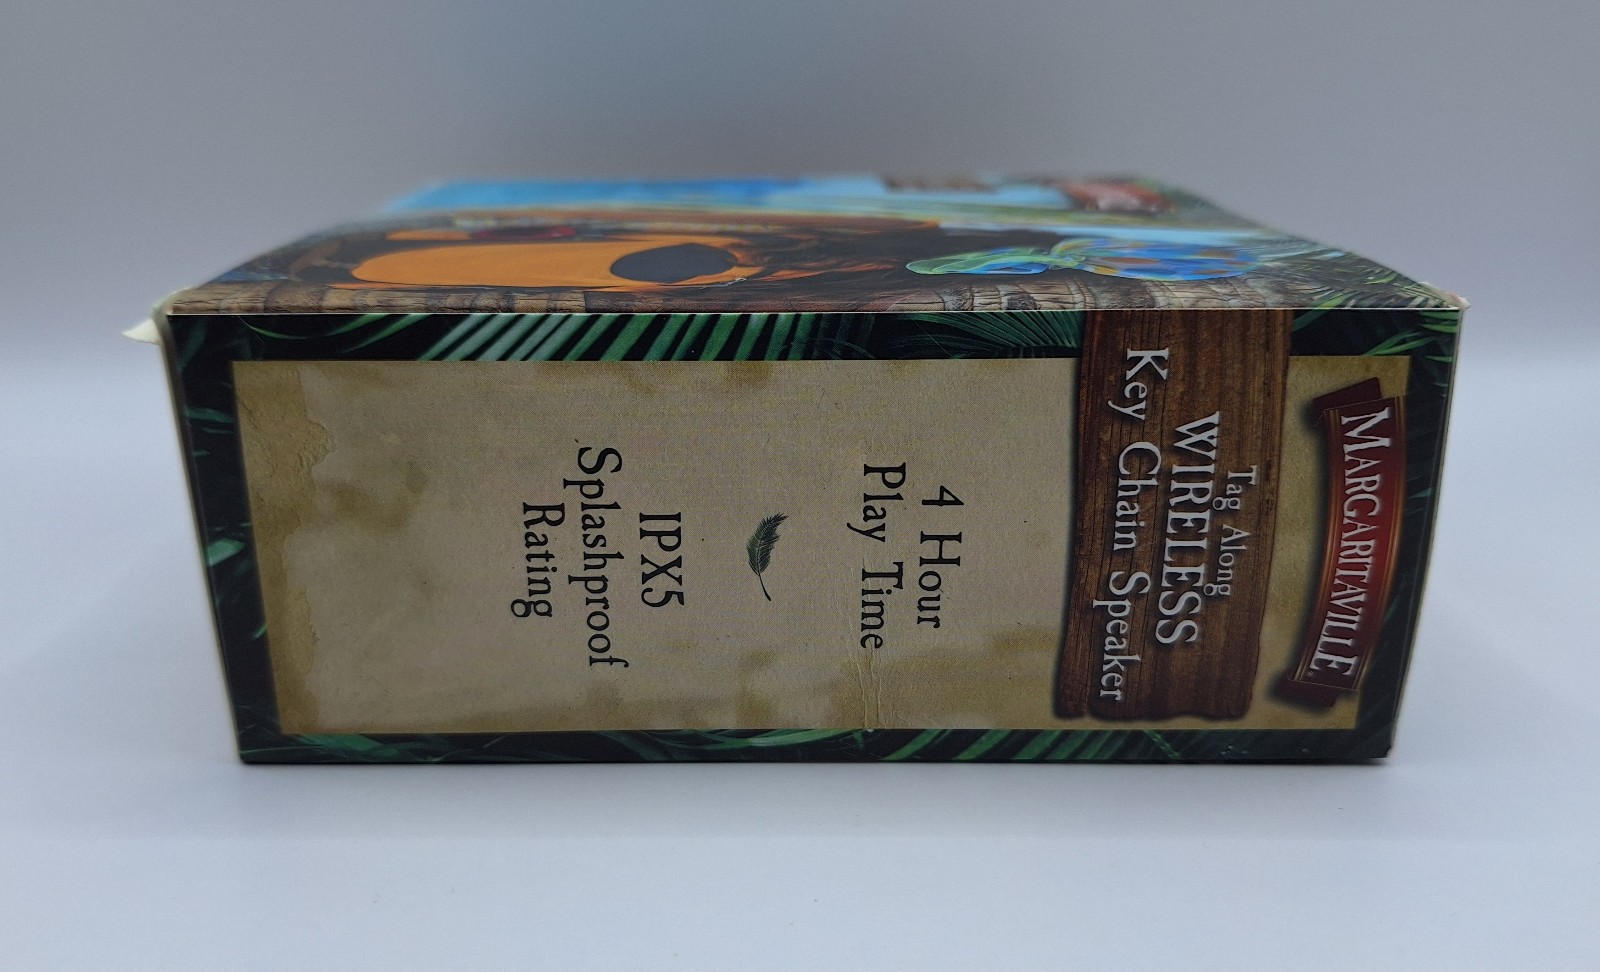 MARGARITAVILLE
Tag Along
WIRELESS
Key Chain Speaker
4 Hour
Play Time
IPX5
Splashproof
Rating